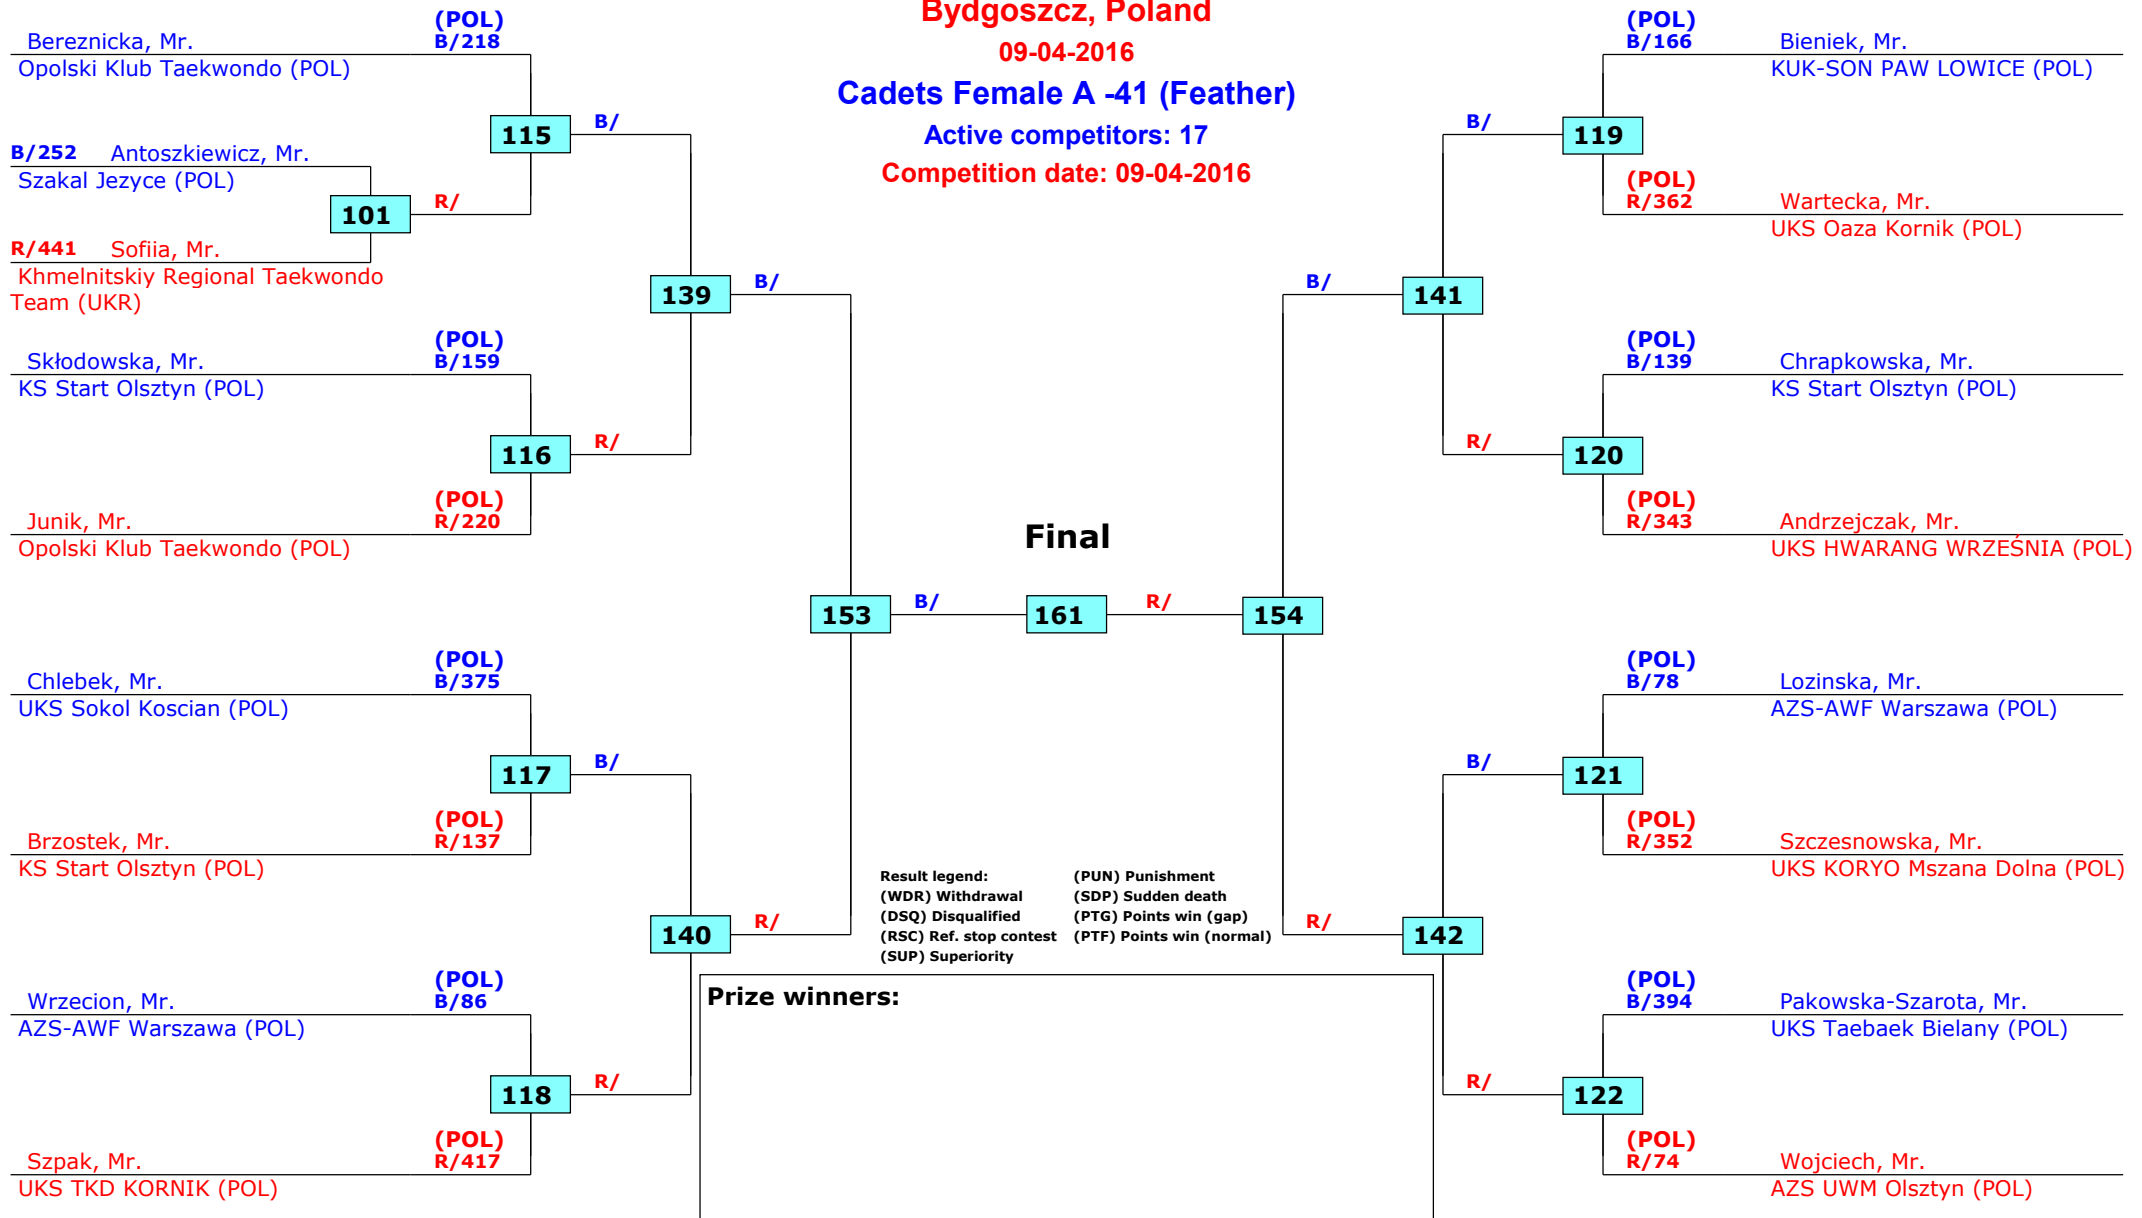 Bydgoszcz, Poland
09-04-2016
Cadets Female A -41 (Feather)
Active competitors: 17
Competition date: 09-04-2016
(POL)
Bereznicka, Mr. B/218
Opolski Klub Taekwondo (POL)
115
B/
B/252 Antoszkiewicz, Mr.
Szakal Jezyce (POL)
101
R/
R/441 Sofiia, Mr.
Khmelnitskiy Regional Taekwondo
Team (UKR)
139
B/
(POL)
Skłodowska, Mr. B/159
KS Start Olsztyn (POL)
116
R/
(POL)
Junik, Mr. R/220
Opolski Klub Taekwondo (POL)
153
B/
(POL)
Chlebek, Mr. B/375
UKS Sokol Koscian (POL)
117
B/
(POL)
Brzostek, Mr. R/137
KS Start Olsztyn (POL)
140
R/
(POL)
Wrzecion, Mr. B/86
AZS-AWF Warszawa (POL)
118
R/
(POL)
Szpak, Mr. R/417
UKS TKD KORNIK (POL)
Final
161
R/
154
(POL)
B/166 Bieniek, Mr.
KUK-SON PAW LOWICE (POL)
B/
119
(POL)
R/362 Wartecka, Mr.
UKS Oaza Kornik (POL)
B/
141
(POL)
B/139 Chrapkowska, Mr.
KS Start Olsztyn (POL)
R/
120
(POL)
R/343 Andrzejczak, Mr.
UKS HWARANG WRZEŚNIA (POL)
(POL)
B/78 Lozinska, Mr.
AZS-AWF Warszawa (POL)
B/
121
(POL)
R/352 Szczesnowska, Mr.
UKS KORYO Mszana Dolna (POL)
R/
142
(POL)
B/394 Pakowska-Szarota, Mr.
UKS Taebaek Bielany (POL)
R/
122
(POL)
R/74 Wojciech, Mr.
AZS UWM Olsztyn (POL)
Result legend: (PUN) Punishment
(WDR) Withdrawal (SDP) Sudden death
(DSQ) Disqualified (PTG) Points win (gap)
(RSC) Ref. stop contest (PTF) Points win (normal)
(SUP) Superiority
Prize winners: